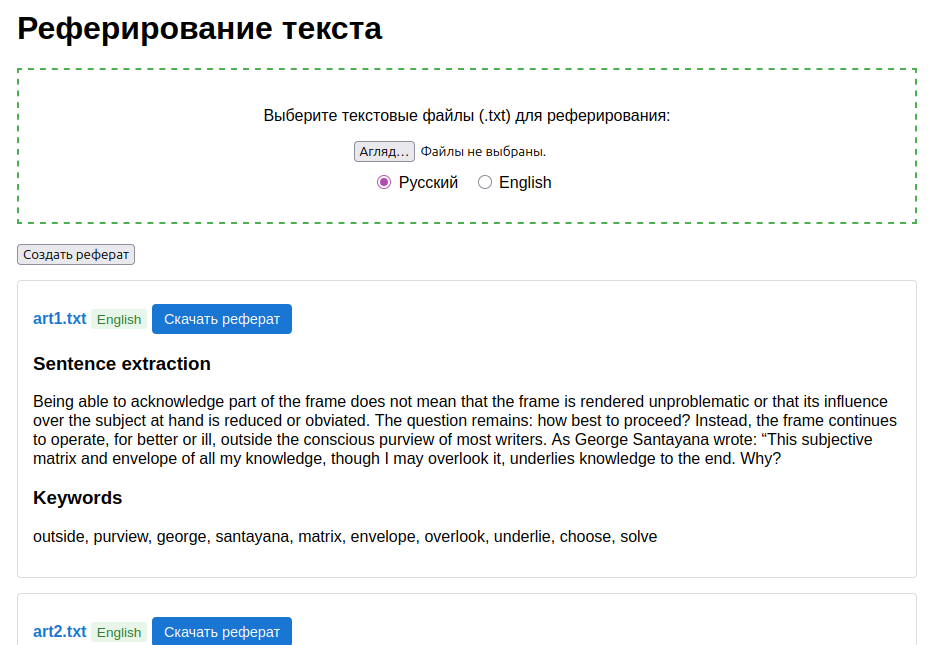 Реферирование текста
Выберите текстовые файлы (.txt) для реферирования:
Агляд... Файлы не выбраны.
Русский English
Создать реферат
art1.txt English Скачать реферат
Sentence extraction
Being able to acknowledge part of the frame does not mean that the frame is rendered unproblematic or that its influence
over the subject at hand is reduced or obviated. The question remains: how best to proceed? Instead, the frame continues
to operate, for better or ill, outside the conscious purview of most writers. As George Santayana wrote: “This subjective
matrix and envelope of all my knowledge, though I may overlook it, underlies knowledge to the end. Why?
Keywords
outside, purview, george, santayana, matrix, envelope, overlook, underlie, choose, solve
art2.txt English Скачать реферат